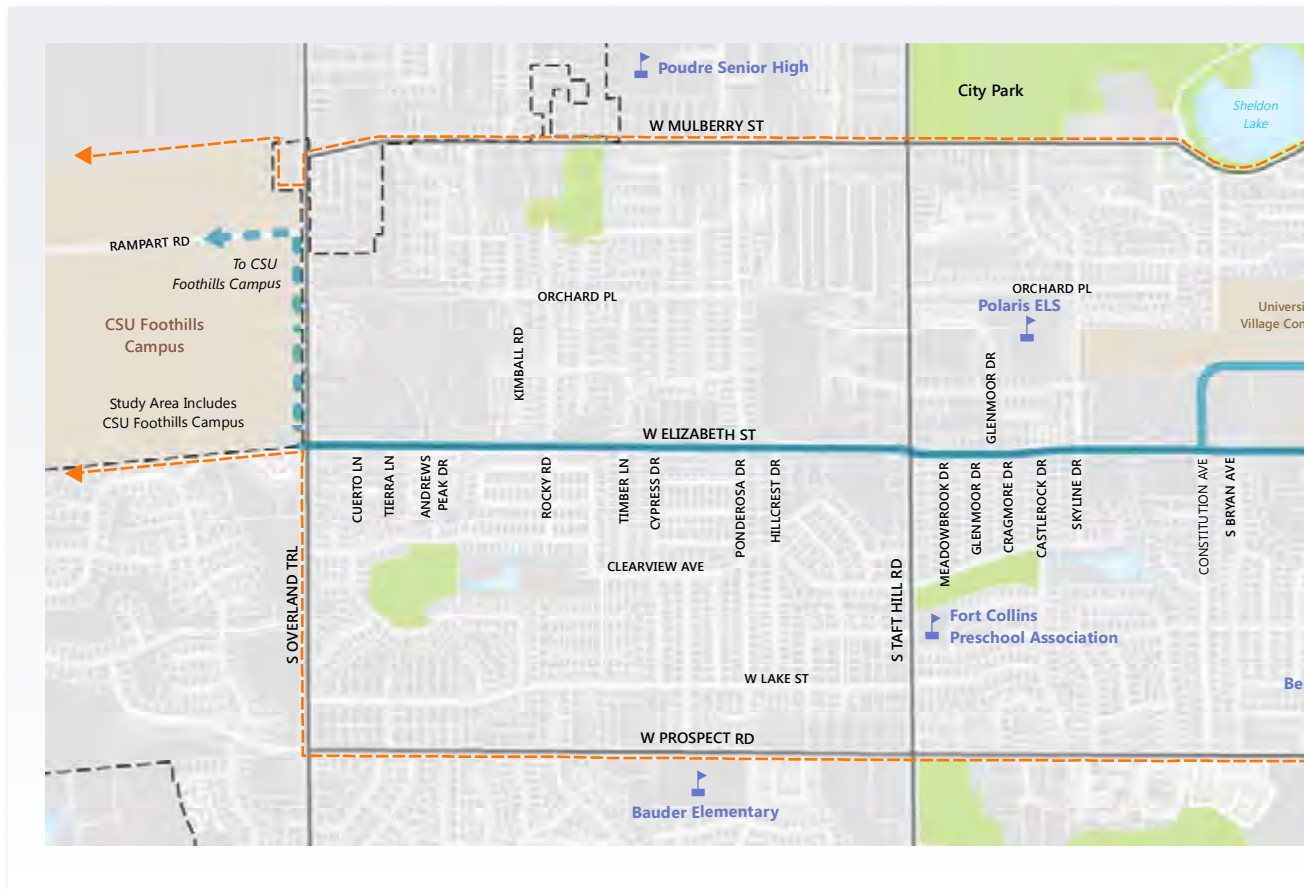 Poudre Senior High
City Park
Sheldon
Lake
W MULBERRY ST
RAMPART RD
To CSU
Foothills Campus
ORCHARD PL
ORCHARD PL
Polaris ELS
CSU Foothills
Campus
Village
KIMBALL RD
GLENMOOR DR
Study Area Includes
CSU Foothills Campus
W ELIZABETH ST
CUERTO LN
TIERRA LN
ANDREWS
PEAK DR
ROCKY RD
TIMBER LN
CYPRESS DR
PONDEROSA DR
HILLCREST DR
MEADOWBROOK DR
GLENMOOR DR
CRAGMORE DR
CASTLEROCK DR
SKYLINE DR
CONSTITUTION AVE
S BRYAN AVE
CLEARVIEW AVE
S OVERLAND TRL
S TAFT HILL RD
Fort Collins
Preschool Association
W LAKE ST
W PROSPECT RD
Bauder Elementary